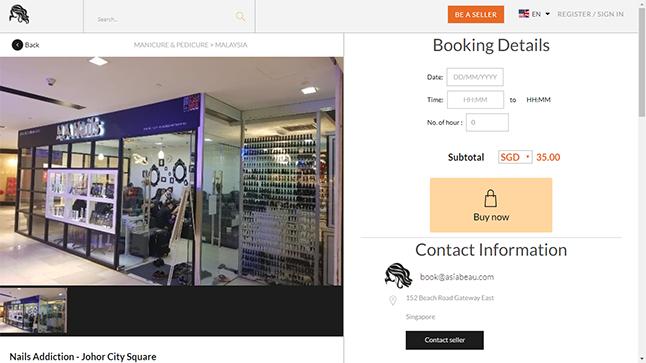 Search...
BE A SELLER
EN
REGISTER / SIGN IN
Back
MANICURE & PEDICURE > MALAYSIA
Booking Details
Date: DD/MM/YYYY
Time: HH:MM to HH:MM
No. of hour : 0
Subtotal SGD 35.00
Buy now
Contact Information
book@asiabeau.com
152 Beach Road Gateway East
Singapore
Contact seller
Nails Addiction - Johor City Square